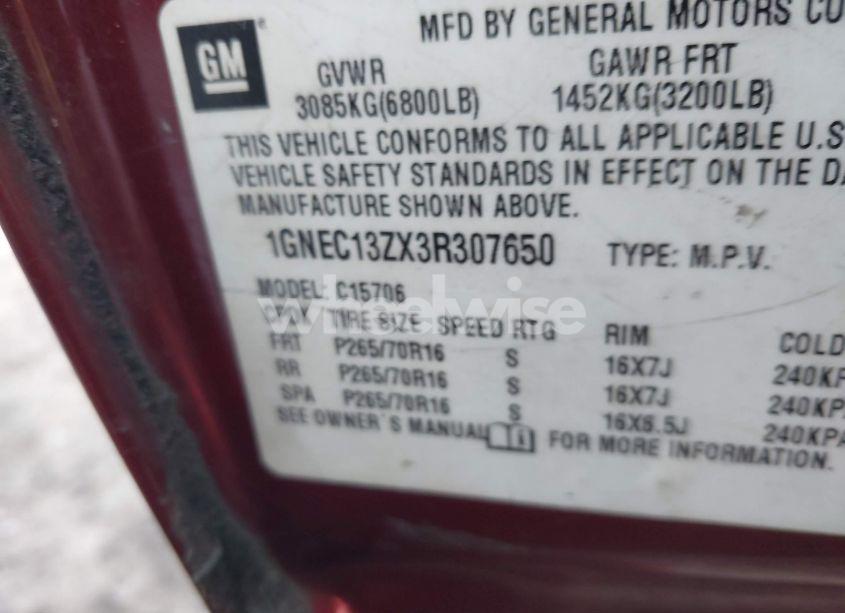 MFD BY GENERAL MOTORS CO
GM
GVWR GAWR FRT
3085KG(6800LB) 1452KG(3200LB)
THIS VEHICLE CONFORMS TO ALL APPLICABLE U.S
VEHICLE SAFETY STANDARDS IN EFFECT ON THE DA
MANUFACTURE SHOWN ABOVE.
1GNEC13ZX3R307650 TYPE: M.P.V.
MODEL: C15706
wheelwise
TIRE SIZE SPEED RTG RIM COLD
FRT P265/70R16 S 16X7J 240KP
RR P265/70R16 S 16X7J 240KP
SPA P265/70R16 S 16X6.5J 240KPA
SEE OWNER'S MANUAL FOR MORE INFORMATION.